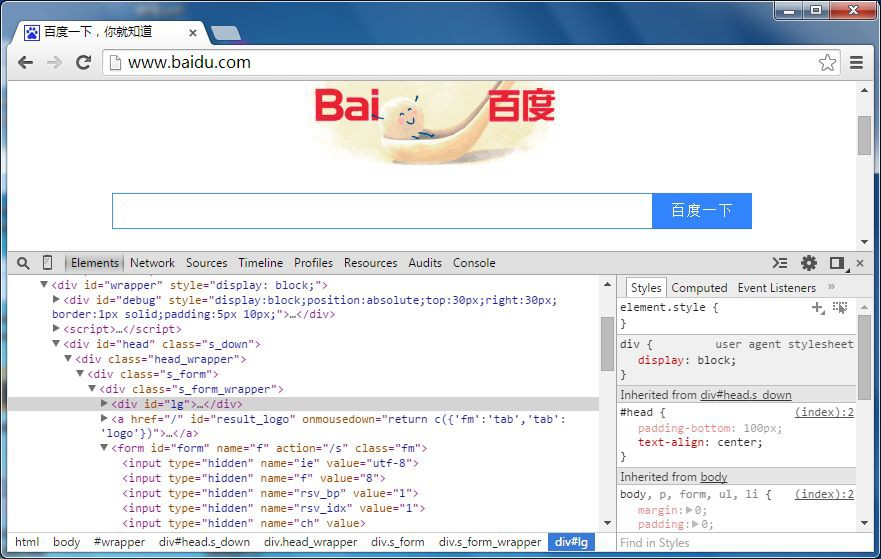 百度一下，你就知道
www.baidu.com
Bai 百度
百度一下
Elements Network Sources Timeline Profiles Resources Audits Console
<div id="wrapper" style="display: block;">
<div id="debug" style="display:block;position:absolute;top:30px;right:30px;
border:1px solid;padding:5px 10px;">…</div>
<script>…</script>
<div id="head" class="s_down">
<div class="head_wrapper">
<div class="s_form">
<div class="s_form_wrapper">
<div id="lg">…</div>
<a href="/" id="result_logo" onmousedown="return c({'fm':'tab','tab':
'logo'})">…</a>
<form id="form" name="f" action="/s" class="fm">
<input type="hidden" name="ie" value="utf-8">
<input type="hidden" name="f" value="8">
<input type="hidden" name="rsv_bp" value="1">
<input type="hidden" name="rsv_idx" value="1">
<input type="hidden" name="ch" value>
html body #wrapper div#head.s_down div.head_wrapper div.s_form div.s_form_wrapper div#lg
Styles Computed Event Listeners »
element.style {
}
div { user agent stylesheet
display: block;
}
Inherited from div#head.s_down
#head { (index):2
padding-bottom: 100px;
text-align: center;
}
Inherited from body
body, p, form, ul, li { (index):2
margin: 0;
padding: 0;
Find in Styles